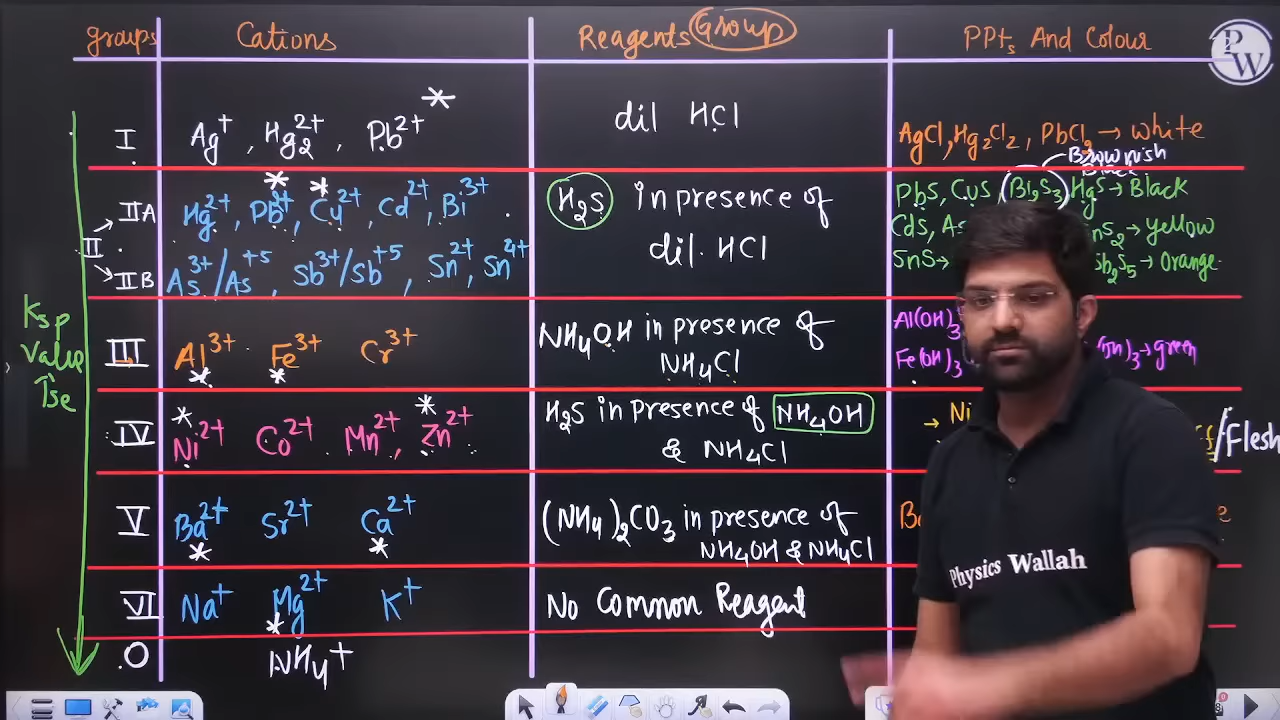 groups Cations Reagents Group PPts And Colour
PW
*
I Ag+, Hg2 2+, Pb2+ dil HCl AgCl, Hg2Cl2, PbCl2 → white
Brownish
Black
II → IIA Hg2+, Pb2+, Cu2+, Cd2+, Bi3+ H2S in presence of PbS, CuS Bi2S3 HgS → Black
dil. HCl CdS, As nS2 → yellow
→ IIB As3+/As+5, Sb3+/Sb+5, Sn2+, Sn4+ SnS → Sb2S5 → orange
Ksp
Value
↑se
III Al3+ Fe3+ Cr3+ NH4OH in presence of Al(OH)3
NH4Cl Fe(OH)3 (OH)3 → green
* *
IV Ni2+ Co2+ Mn2+, Zn2+ H2S in presence of NH4OH → Ni
& NH4Cl ff/Flesh
V Ba2+ Sr2+ Ca2+ (NH4)2CO3 in presence of Ba e
* * NH4OH & NH4Cl
VI Na+ Mg2+ K+ No Common Reagent
*
O NH4+
Physics Wallah